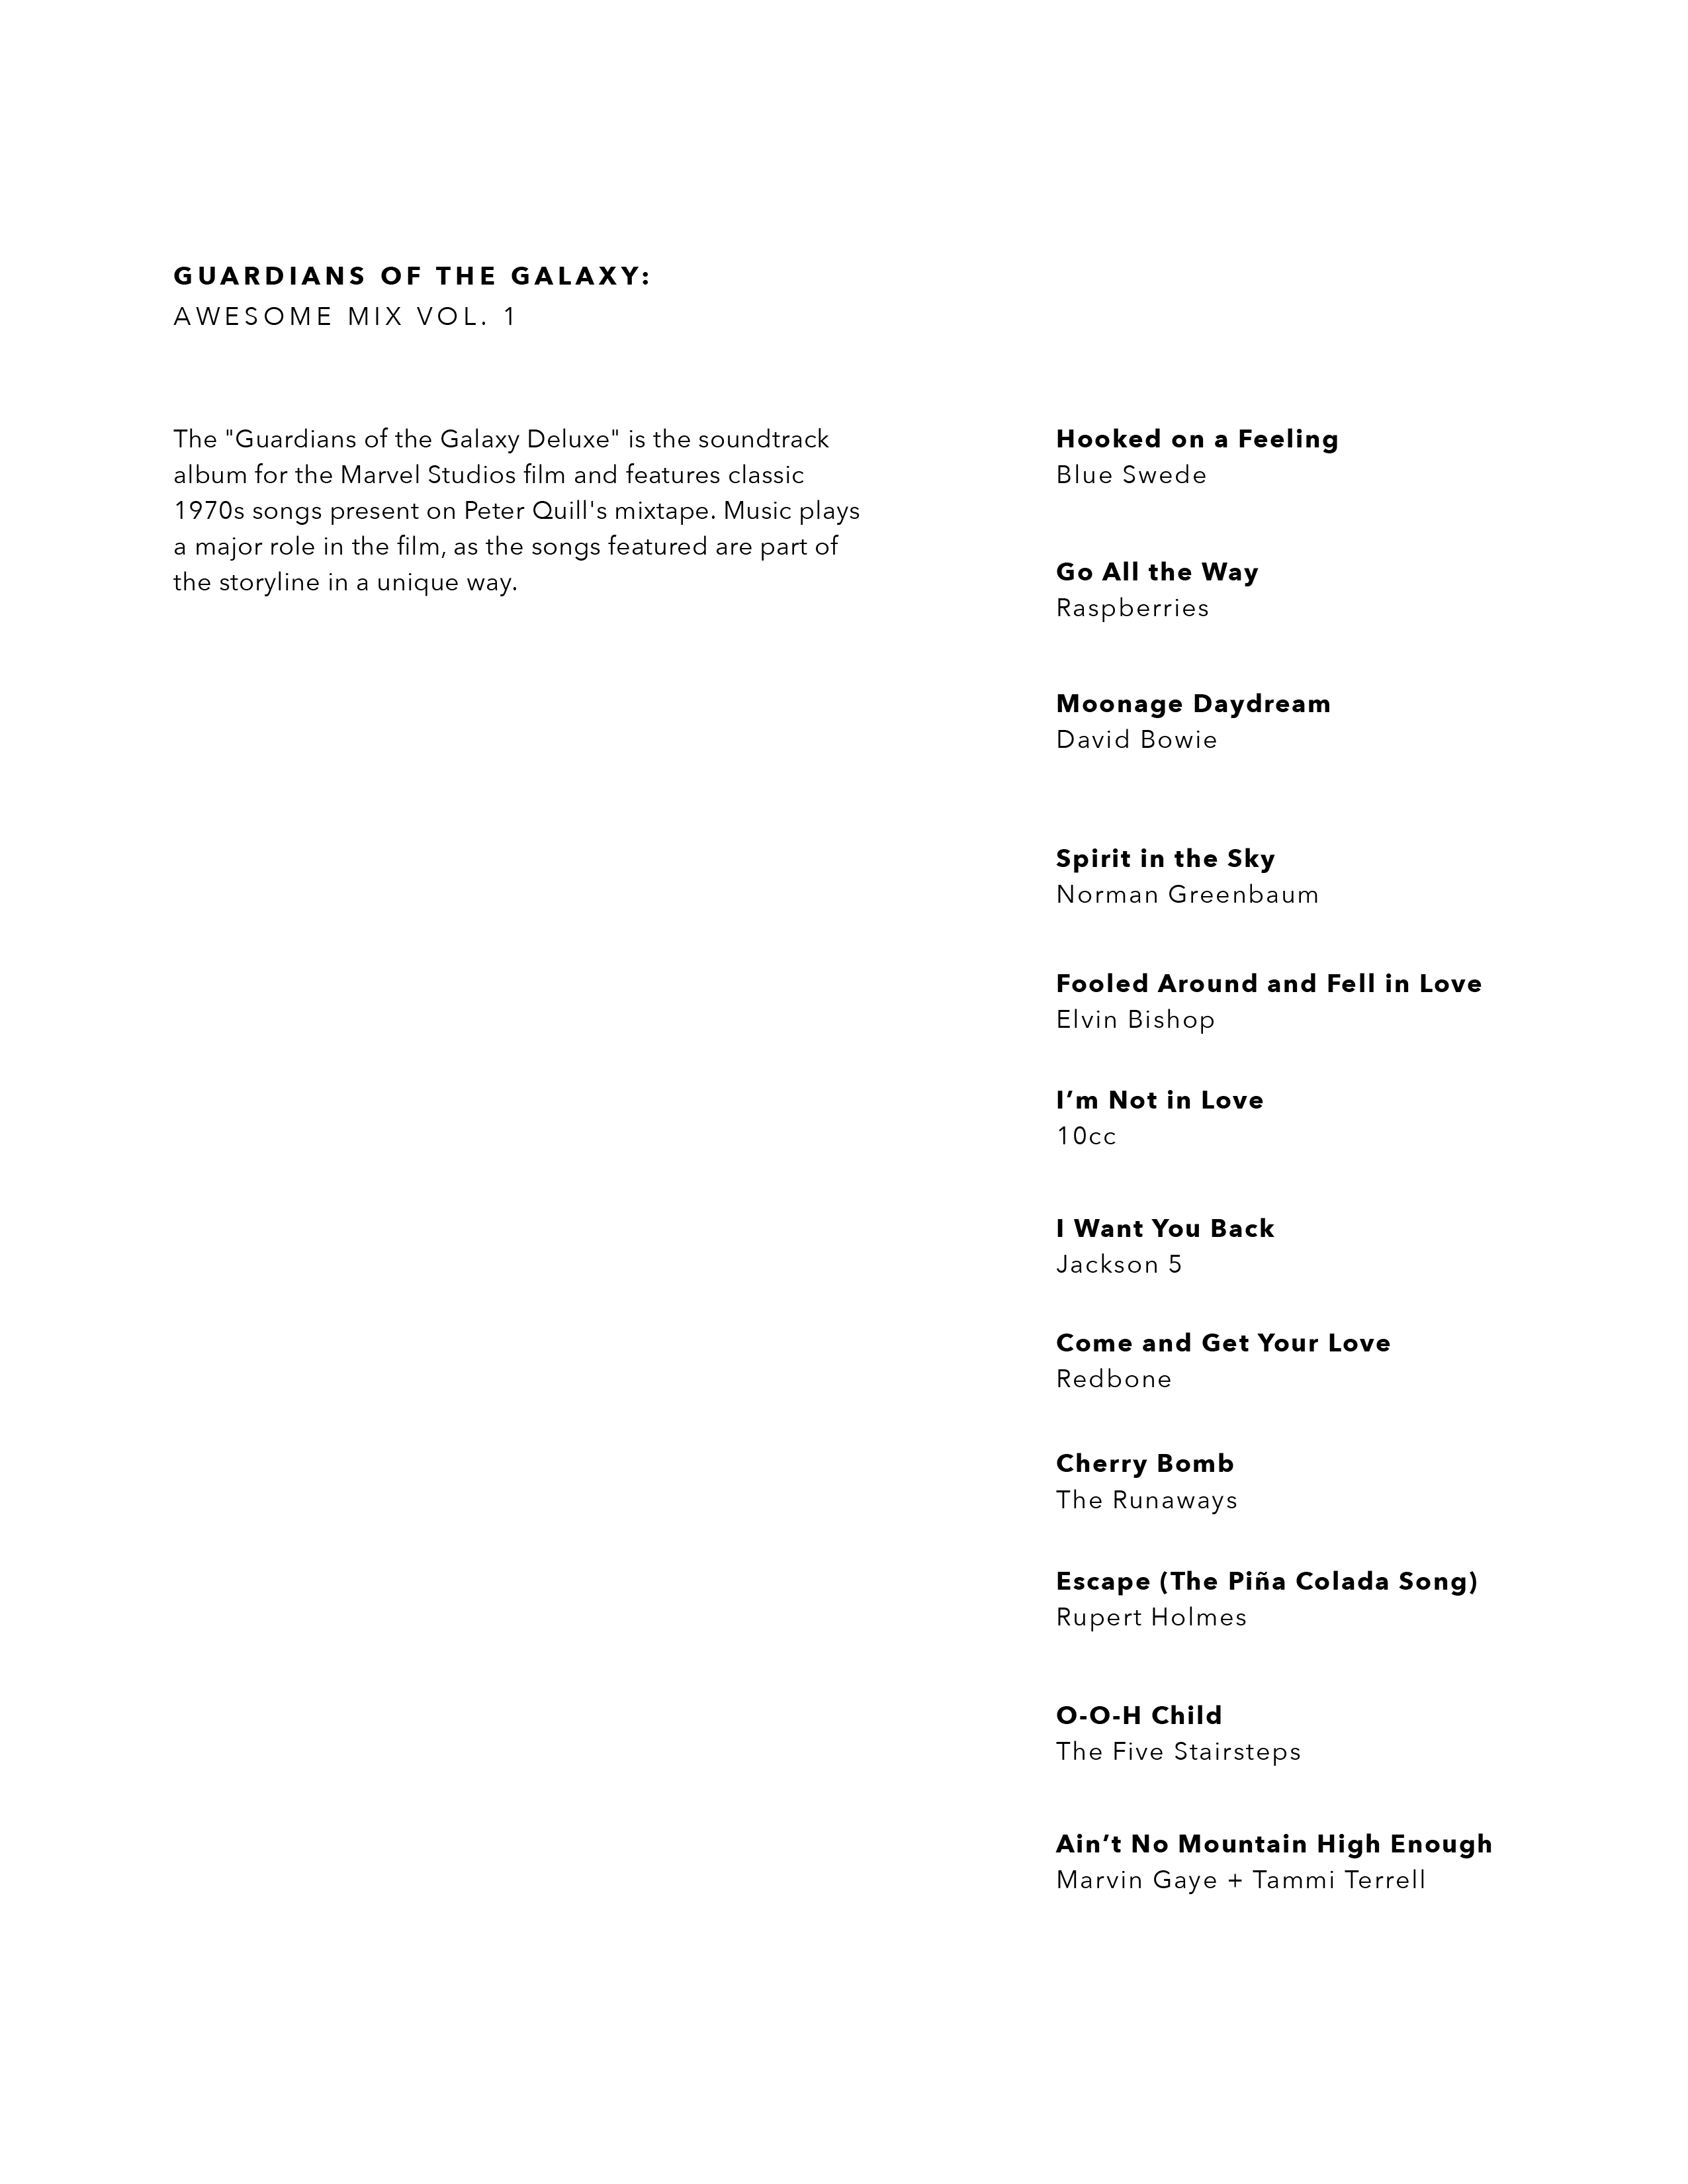 GUARDIANS OF THE GALAXY:
AWESOME MIX VOL. 1
The "Guardians of the Galaxy Deluxe" is the soundtrack
album for the Marvel Studios film and features classic
1970s songs present on Peter Quill's mixtape. Music plays
a major role in the film, as the songs featured are part of
the storyline in a unique way.
Hooked on a Feeling
Blue Swede
Go All the Way
Raspberries
Moonage Daydream
David Bowie
Spirit in the Sky
Norman Greenbaum
Fooled Around and Fell in Love
Elvin Bishop
I’m Not in Love
10cc
I Want You Back
Jackson 5
Come and Get Your Love
Redbone
Cherry Bomb
The Runaways
Escape (The Piña Colada Song)
Rupert Holmes
O-O-H Child
The Five Stairsteps
Ain’t No Mountain High Enough
Marvin Gaye + Tammi Terrell